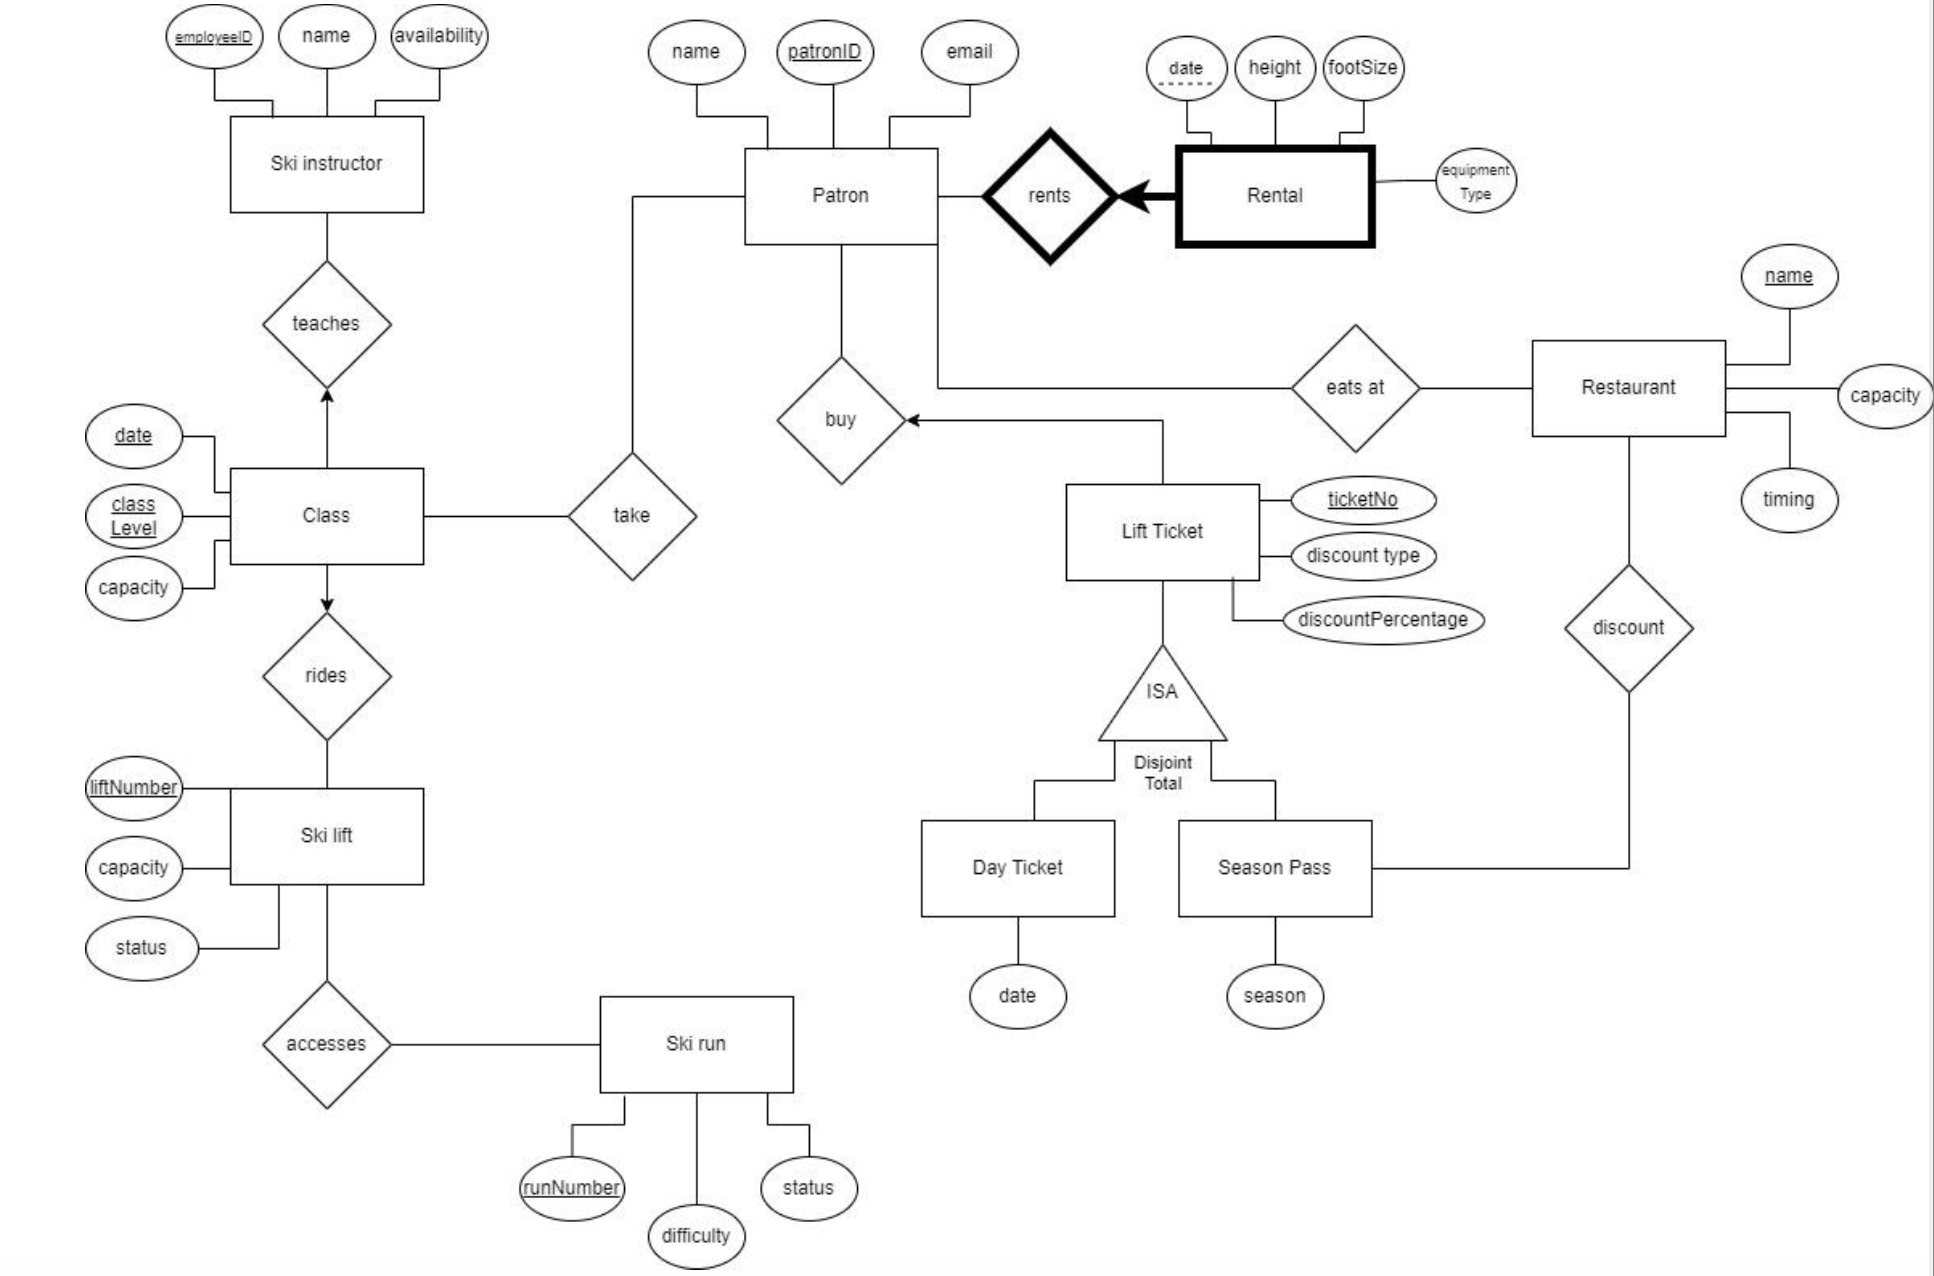 employeeID
name
availability
name
patronID
email
date
height
footSize
Ski instructor
Patron
rents
Rental
equipment
Type
name
teaches
eats at
Restaurant
capacity
buy
date
class
Level
Class
take
ticketNo
timing
Lift Ticket
discount type
capacity
discountPercentage
discount
rides
ISA
Disjoint
Total
liftNumber
Ski lift
capacity
Day Ticket
Season Pass
status
date
season
accesses
Ski run
runNumber
status
difficulty